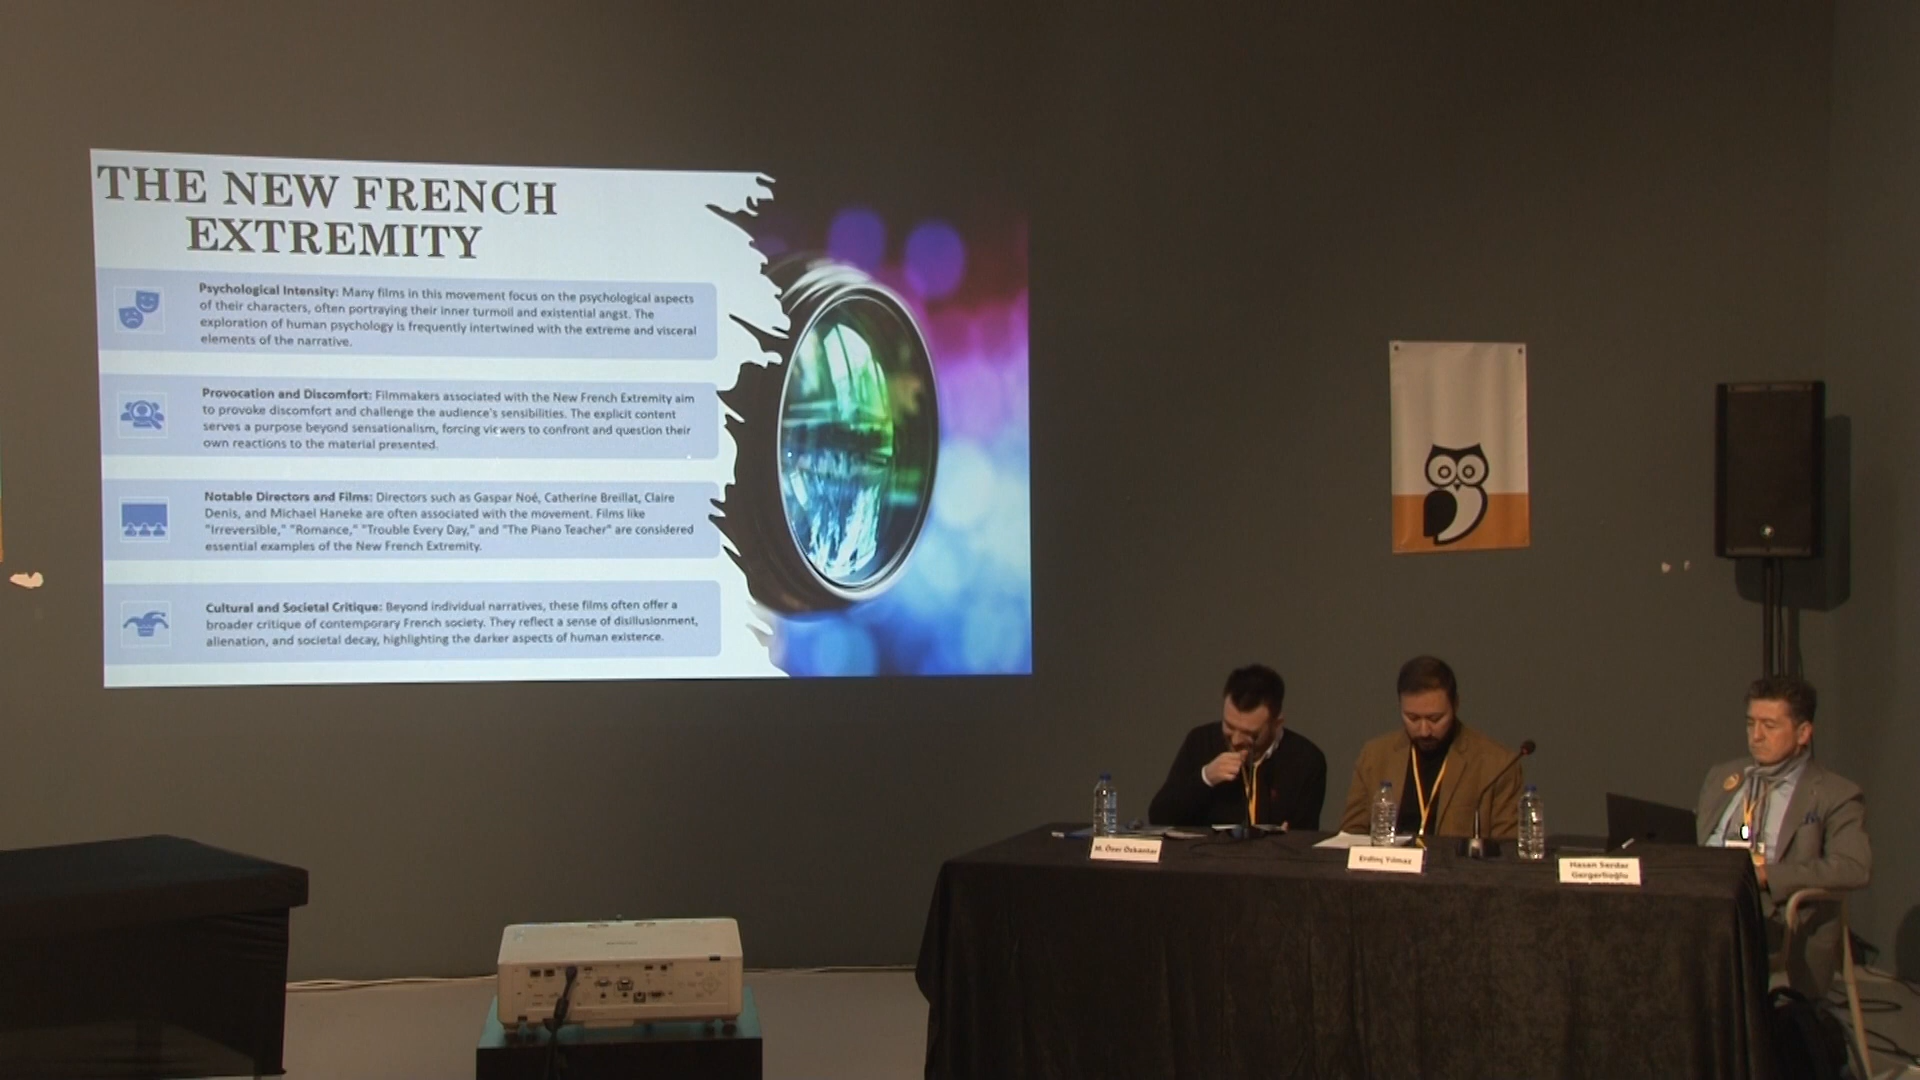 THE NEW FRENCH
EXTREMITY
Psychological Intensity: Many films in this movement focus on the psychological aspects
of their characters, often portraying their inner turmoil and existential angst. The
exploration of human psychology is frequently intertwined with the extreme and visceral
elements of the narrative.
Provocation and Discomfort: Filmmakers associated with the New French Extremity aim
to provoke discomfort and challenge the audience's sensibilities. The explicit content
serves a purpose beyond sensationalism, forcing viewers to confront and question their
own reactions to the material presented.
Notable Directors and Films: Directors such as Gaspar Noé, Catherine Breillat, Claire
Denis, and Michael Haneke are often associated with the movement. Films like
"Irreversible," "Romance," "Trouble Every Day," and "The Piano Teacher" are considered
essential examples of the New French Extremity.
Cultural and Societal Critique: Beyond individual narratives, these films often offer a
broader critique of contemporary French society. They reflect a sense of disillusionment,
alienation, and societal decay, highlighting the darker aspects of human existence.
M. Özer Özkantar
Erdinç Yılmaz
Hasan Serdar
Gergerlioğlu